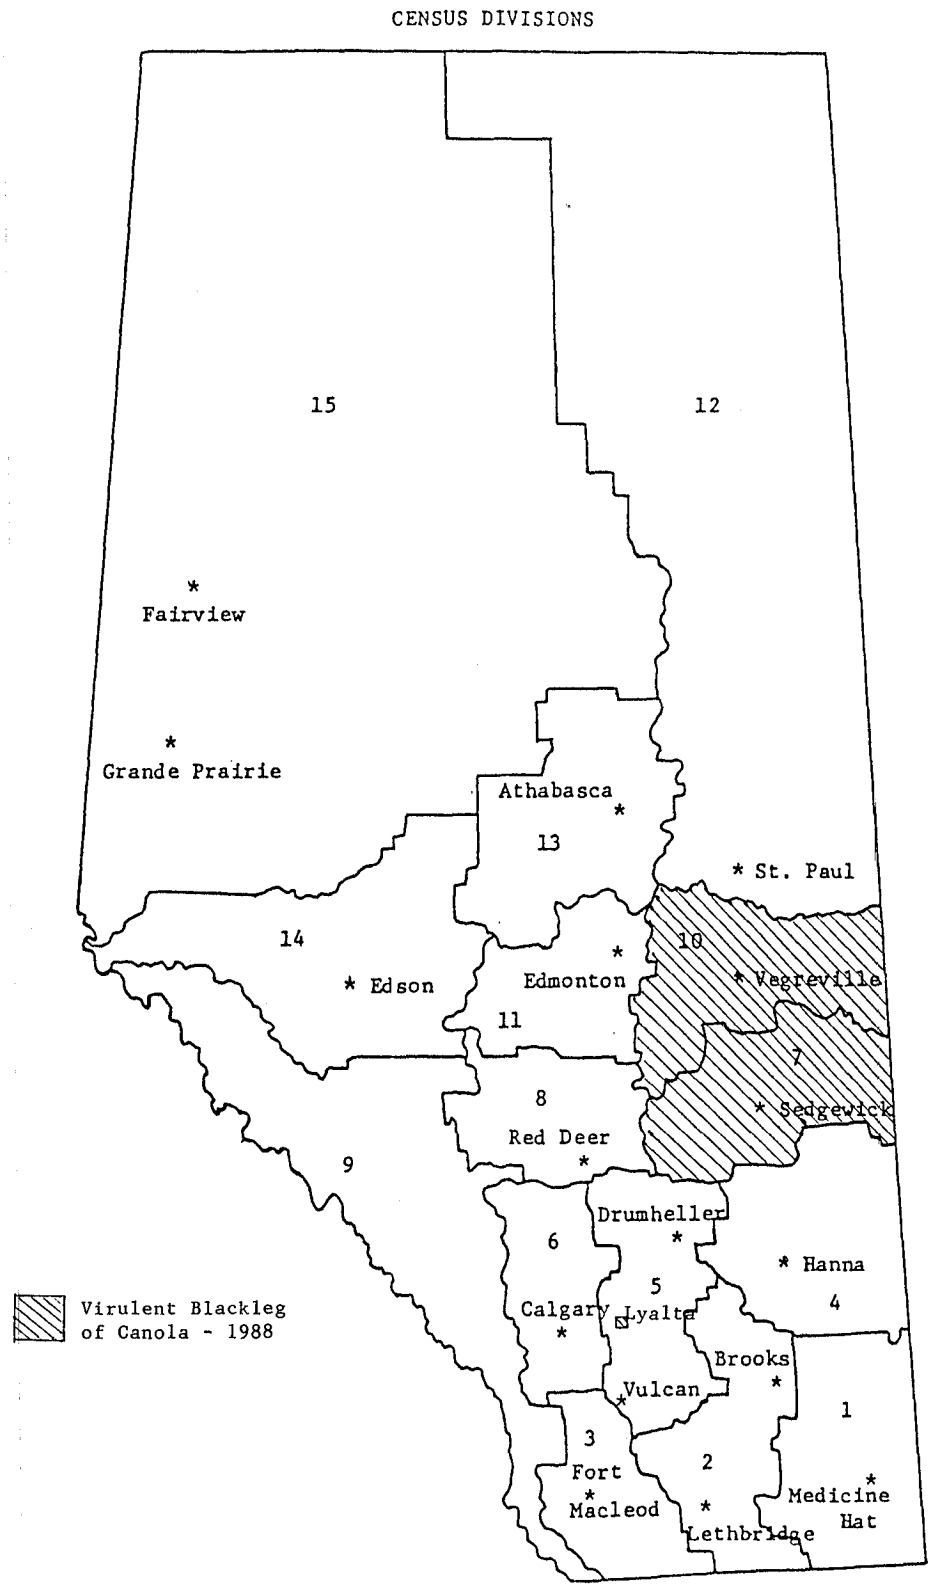 CENSUS DIVISIONS
15
12
Fairview
Grande Prairie
Athabasca
13
St. Paul
14
10
Edson
Edmonton
Vegreville
11
7
8
Sedgewick
Red Deer
9
Drumheller
6
Hanna
5
4
Calgary
Lyalta
Virulent Blackleg
of Canola - 1988
Brooks
Vulcan
1
3
2
Fort
Macleod
Medicine
Hat
Lethbridge